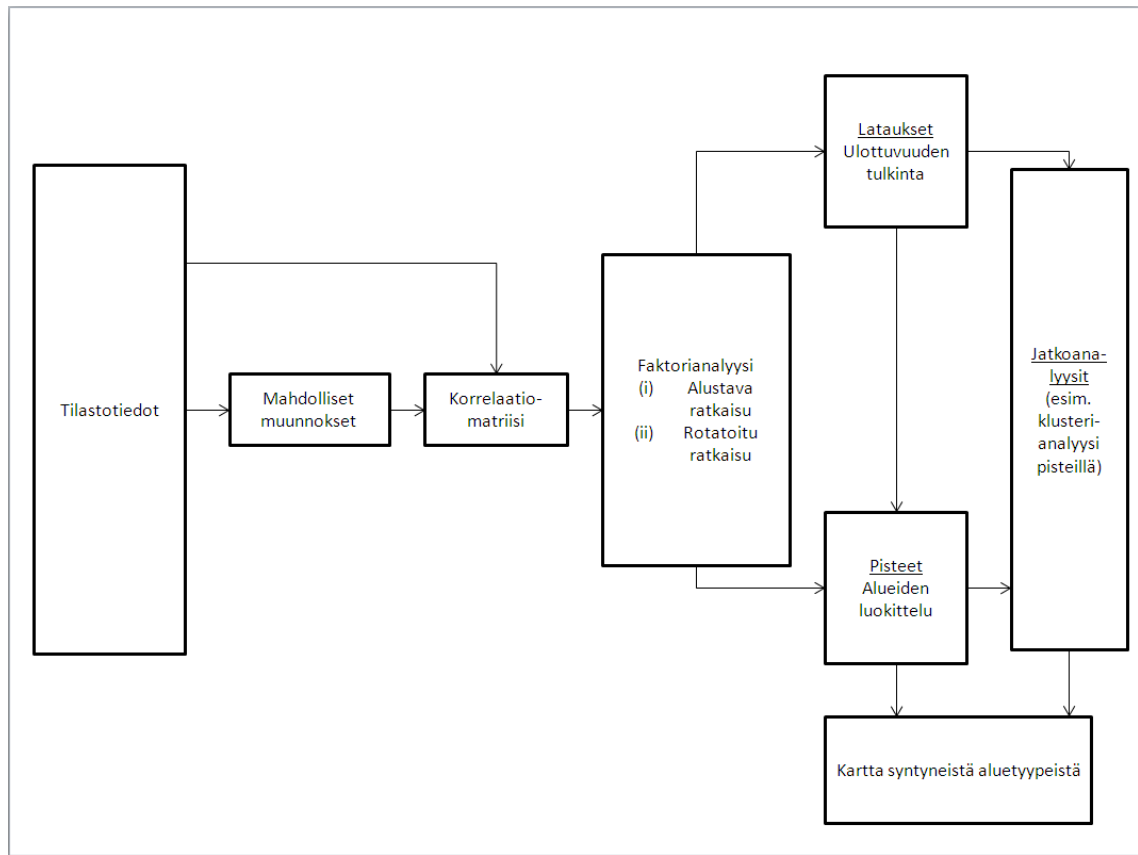 Tilastotiedot
Mahdolliset
muunnokset
Korrelaatio-
matriisi
Faktorianalyysi
(i) Alustava
ratkaisu
(ii) Rotatoitu
ratkaisu
Lataukset
Ulottuvuuden
tulkinta
Pisteet
Alueiden
luokittelu
Jatkoana-
lyysit
(esim.
klusteri-
analyysi
pisteillä)
Kartta syntyneistä aluetyypeistä